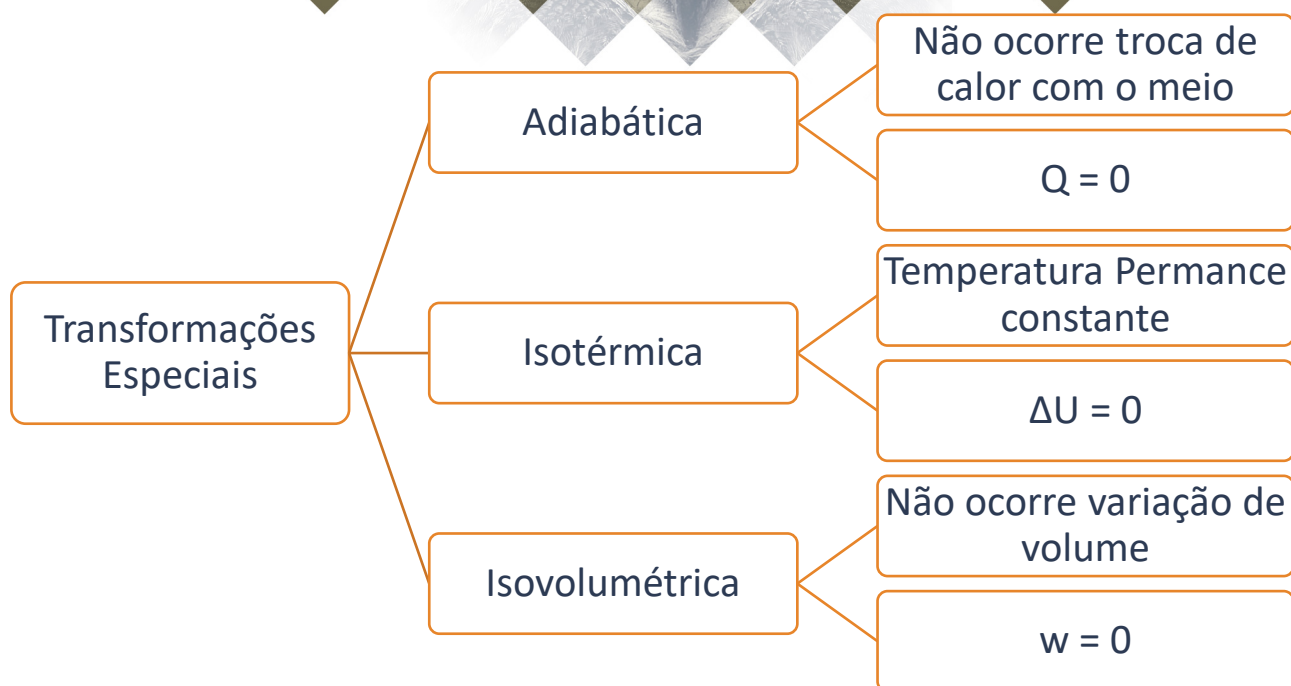 Transformações
Especiais
Adiabática
Não ocorre troca de
calor com o meio
Q = 0
Isotérmica
Temperatura Permance
constante
ΔU = 0
Isovolumétrica
Não ocorre variação de
volume
w = 0